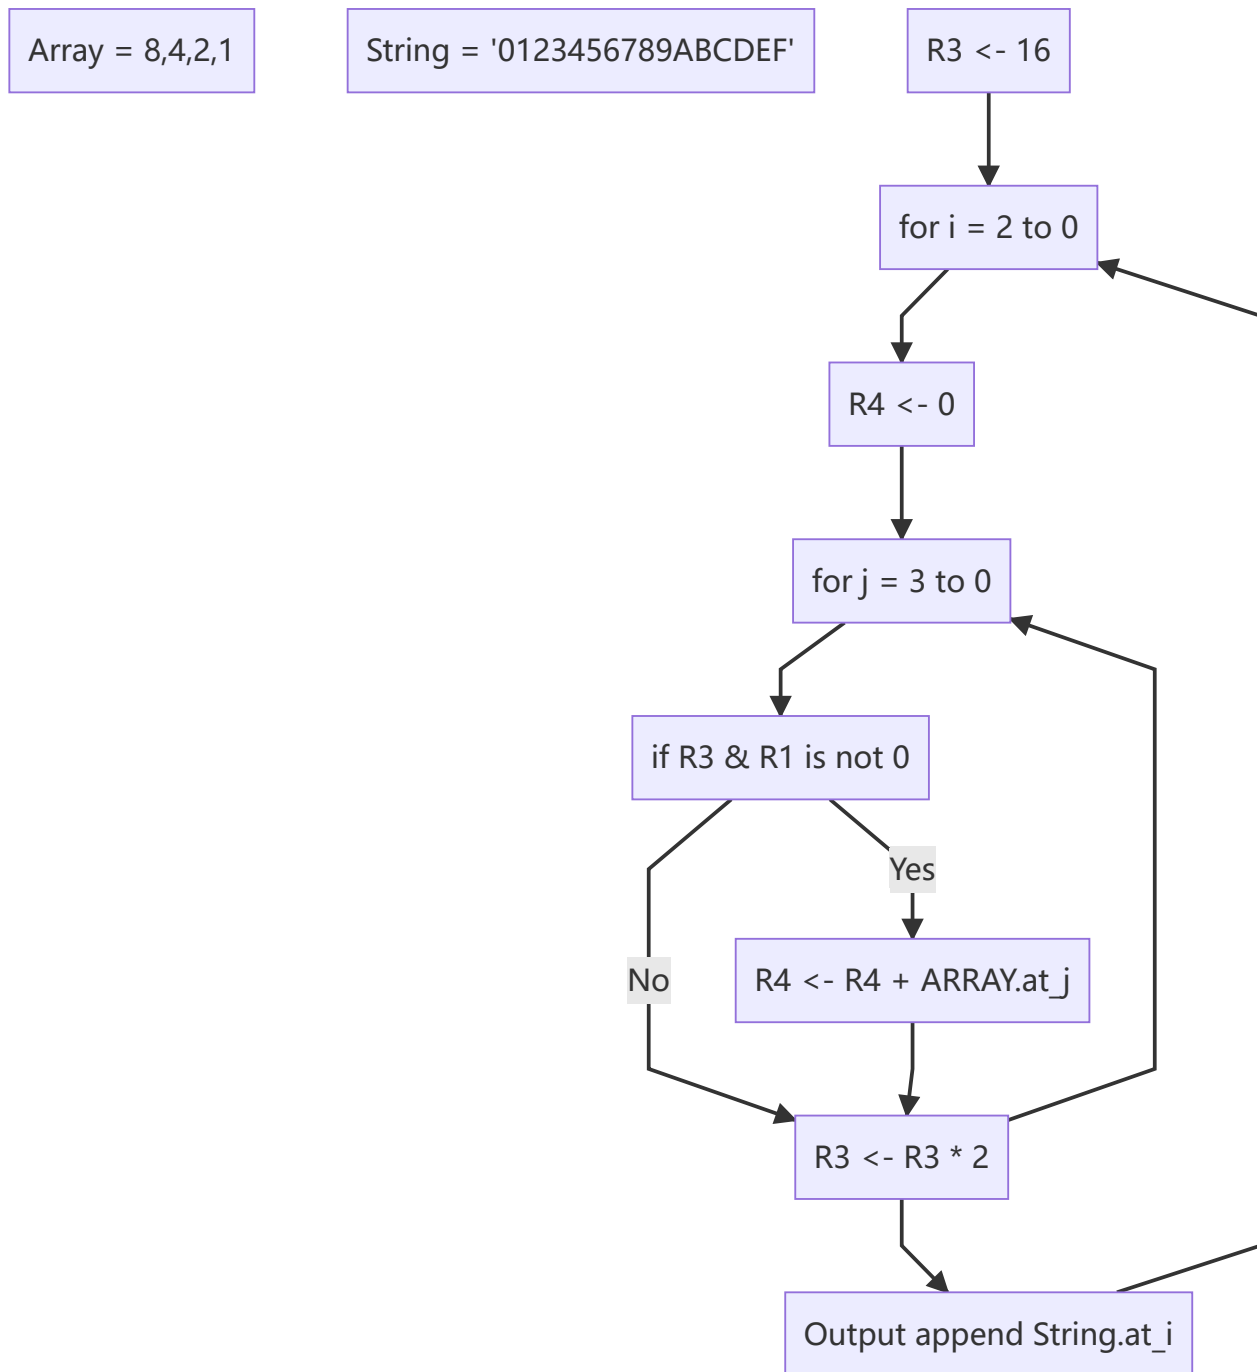 Array = 8,4,2,1
String = '0123456789ABCDEF'
R3 <- 16
for i = 2 to 0
R4 <- 0
for j = 3 to 0
if R3 & R1 is not 0
Yes
No
R4 <- R4 + ARRAY.at_j
R3 <- R3 * 2
Output append String.at_i